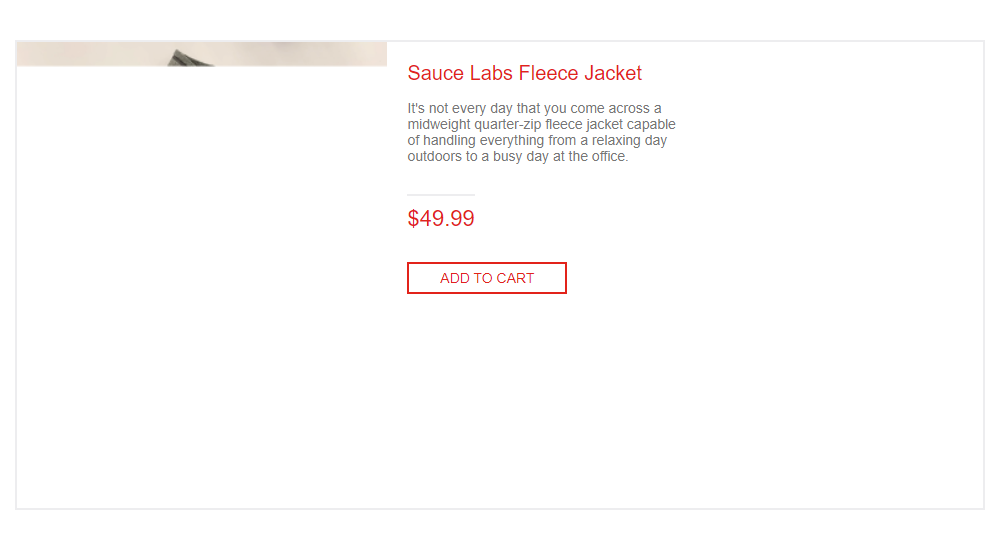 Sauce Labs Fleece Jacket
It's not every day that you come across a
midweight quarter-zip fleece jacket capable
of handling everything from a relaxing day
outdoors to a busy day at the office.
$49.99
ADD TO CART